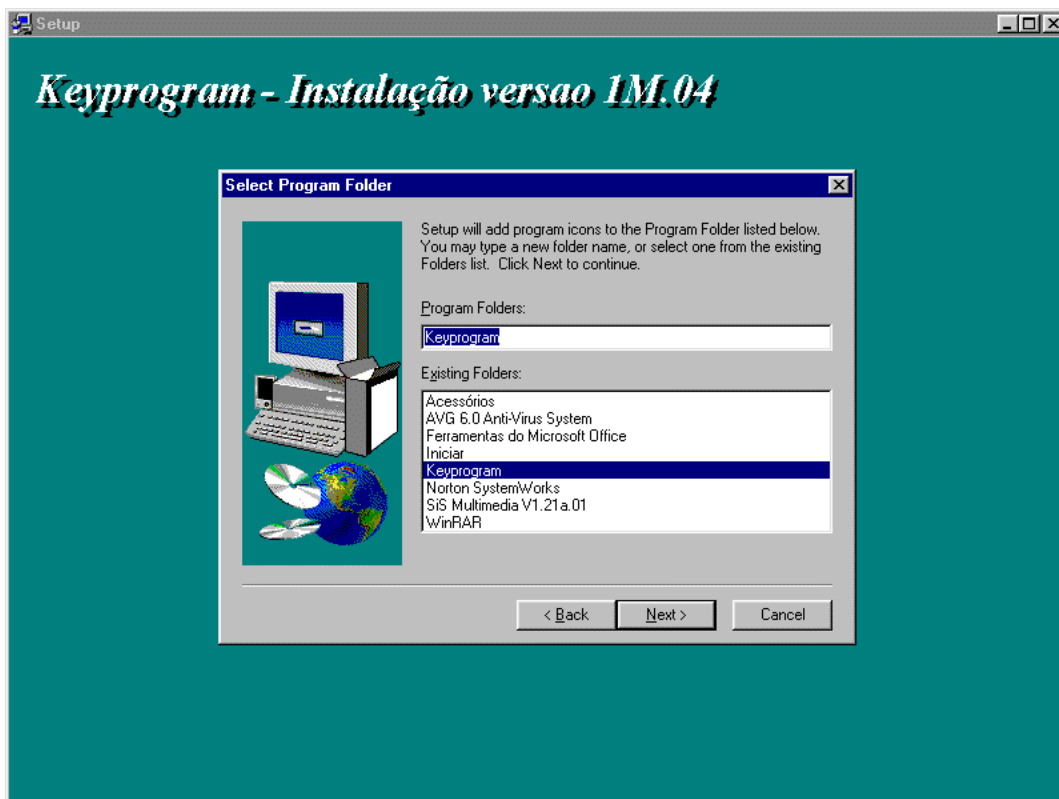 Setup
Keyprogram - Instalação versao 1M.04
Select Program Folder
Setup will add program icons to the Program Folder listed below.
You may type a new folder name, or select one from the existing
Folders list. Click Next to continue.
Program Folders:
Keyprogram
Existing Folders:
Acessórios
AVG 6.0 Anti-Virus System
Ferramentas do Microsoft Office
Iniciar
Keyprogram
Norton SystemWorks
SiS Multimedia V1.21a.01
WinRAR
< Back
Next >
Cancel